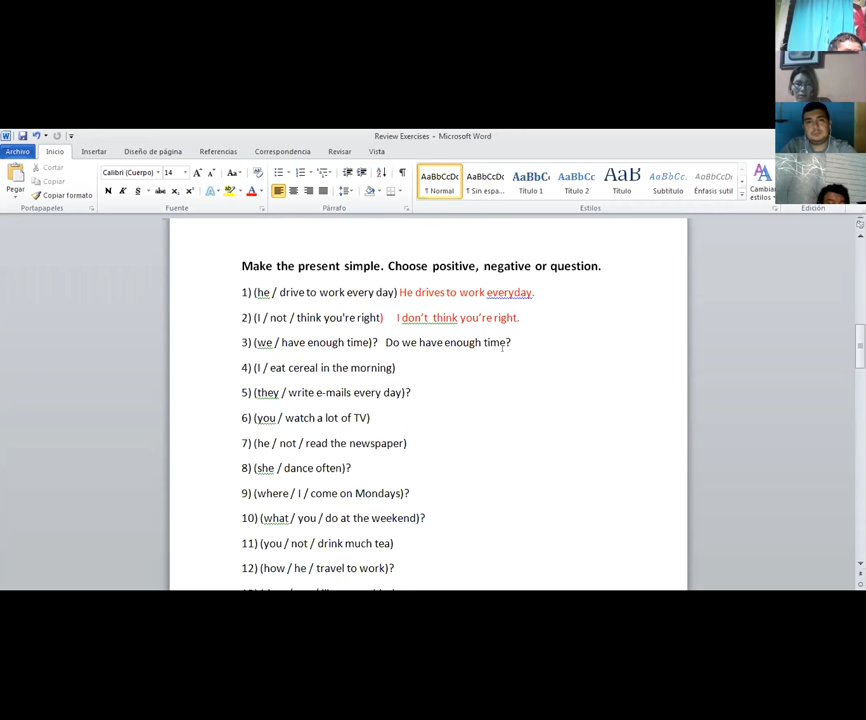 Review Exercises - Microsoft Word
Archivo Inicio Insertar Diseño de página Referencias Correspondencia Revisar Vista
Cortar
Copiar
Copiar formato
Pegar
Calibri (Cuerpo) 14
AaBbCcDc AaBbCcDc AaBbC AaBbCc AaB AaBbCc. AaBbCcDc
¶ Normal ¶ Sin espa... Título 1 Título 2 Título Subtítulo Énfasis sutil
Cambiar estilos
Portapapeles Fuente Párrafo Estilos Edición
Make the present simple. Choose positive, negative or question.
1) (he / drive to work every day) He drives to work everyday.
2) (I / not / think you're right) I don’t think you’re right.
3) (we / have enough time)? Do we have enough time?
4) (I / eat cereal in the morning)
5) (they / write e-mails every day)?
6) (you / watch a lot of TV)
7) (he / not / read the newspaper)
8) (she / dance often)?
9) (where / I / come on Mondays)?
10) (what / you / do at the weekend)?
11) (you / not / drink much tea)
12) (how / he / travel to work)?